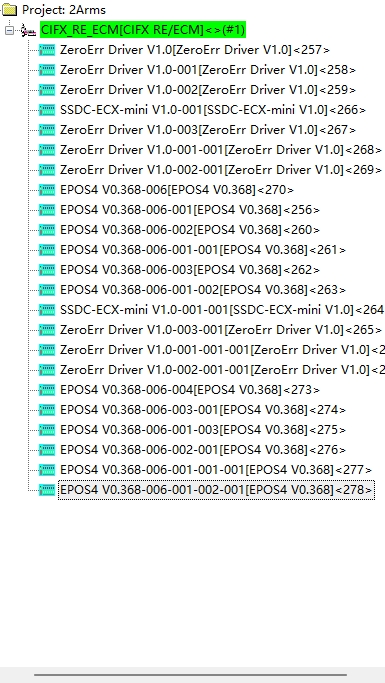 Project: 2Arms
CIFX_RE_ECM[CIFX RE/ECM]<>(#1)
ZeroErr Driver V1.0[ZeroErr Driver V1.0]<257>
ZeroErr Driver V1.0-001[ZeroErr Driver V1.0]<258>
ZeroErr Driver V1.0-002[ZeroErr Driver V1.0]<259>
SSDC-ECX-mini V1.0-001[SSDC-ECX-mini V1.0]<266>
ZeroErr Driver V1.0-003[ZeroErr Driver V1.0]<267>
ZeroErr Driver V1.0-001-001[ZeroErr Driver V1.0]<268>
ZeroErr Driver V1.0-002-001[ZeroErr Driver V1.0]<269>
EPOS4 V0.368-006[EPOS4 V0.368]<270>
EPOS4 V0.368-006-001[EPOS4 V0.368]<256>
EPOS4 V0.368-006-002[EPOS4 V0.368]<260>
EPOS4 V0.368-006-001-001[EPOS4 V0.368]<261>
EPOS4 V0.368-006-003[EPOS4 V0.368]<262>
EPOS4 V0.368-006-001-002[EPOS4 V0.368]<263>
SSDC-ECX-mini V1.0-001-001[SSDC-ECX-mini V1.0]<264
ZeroErr Driver V1.0-003-001[ZeroErr Driver V1.0]<265>
ZeroErr Driver V1.0-001-001-001[ZeroErr Driver V1.0]<2
ZeroErr Driver V1.0-002-001-001[ZeroErr Driver V1.0]<2
EPOS4 V0.368-006-004[EPOS4 V0.368]<273>
EPOS4 V0.368-006-003-001[EPOS4 V0.368]<274>
EPOS4 V0.368-006-001-003[EPOS4 V0.368]<275>
EPOS4 V0.368-006-002-001[EPOS4 V0.368]<276>
EPOS4 V0.368-006-001-001-001[EPOS4 V0.368]<277>
EPOS4 V0.368-006-001-002-001[EPOS4 V0.368]<278>